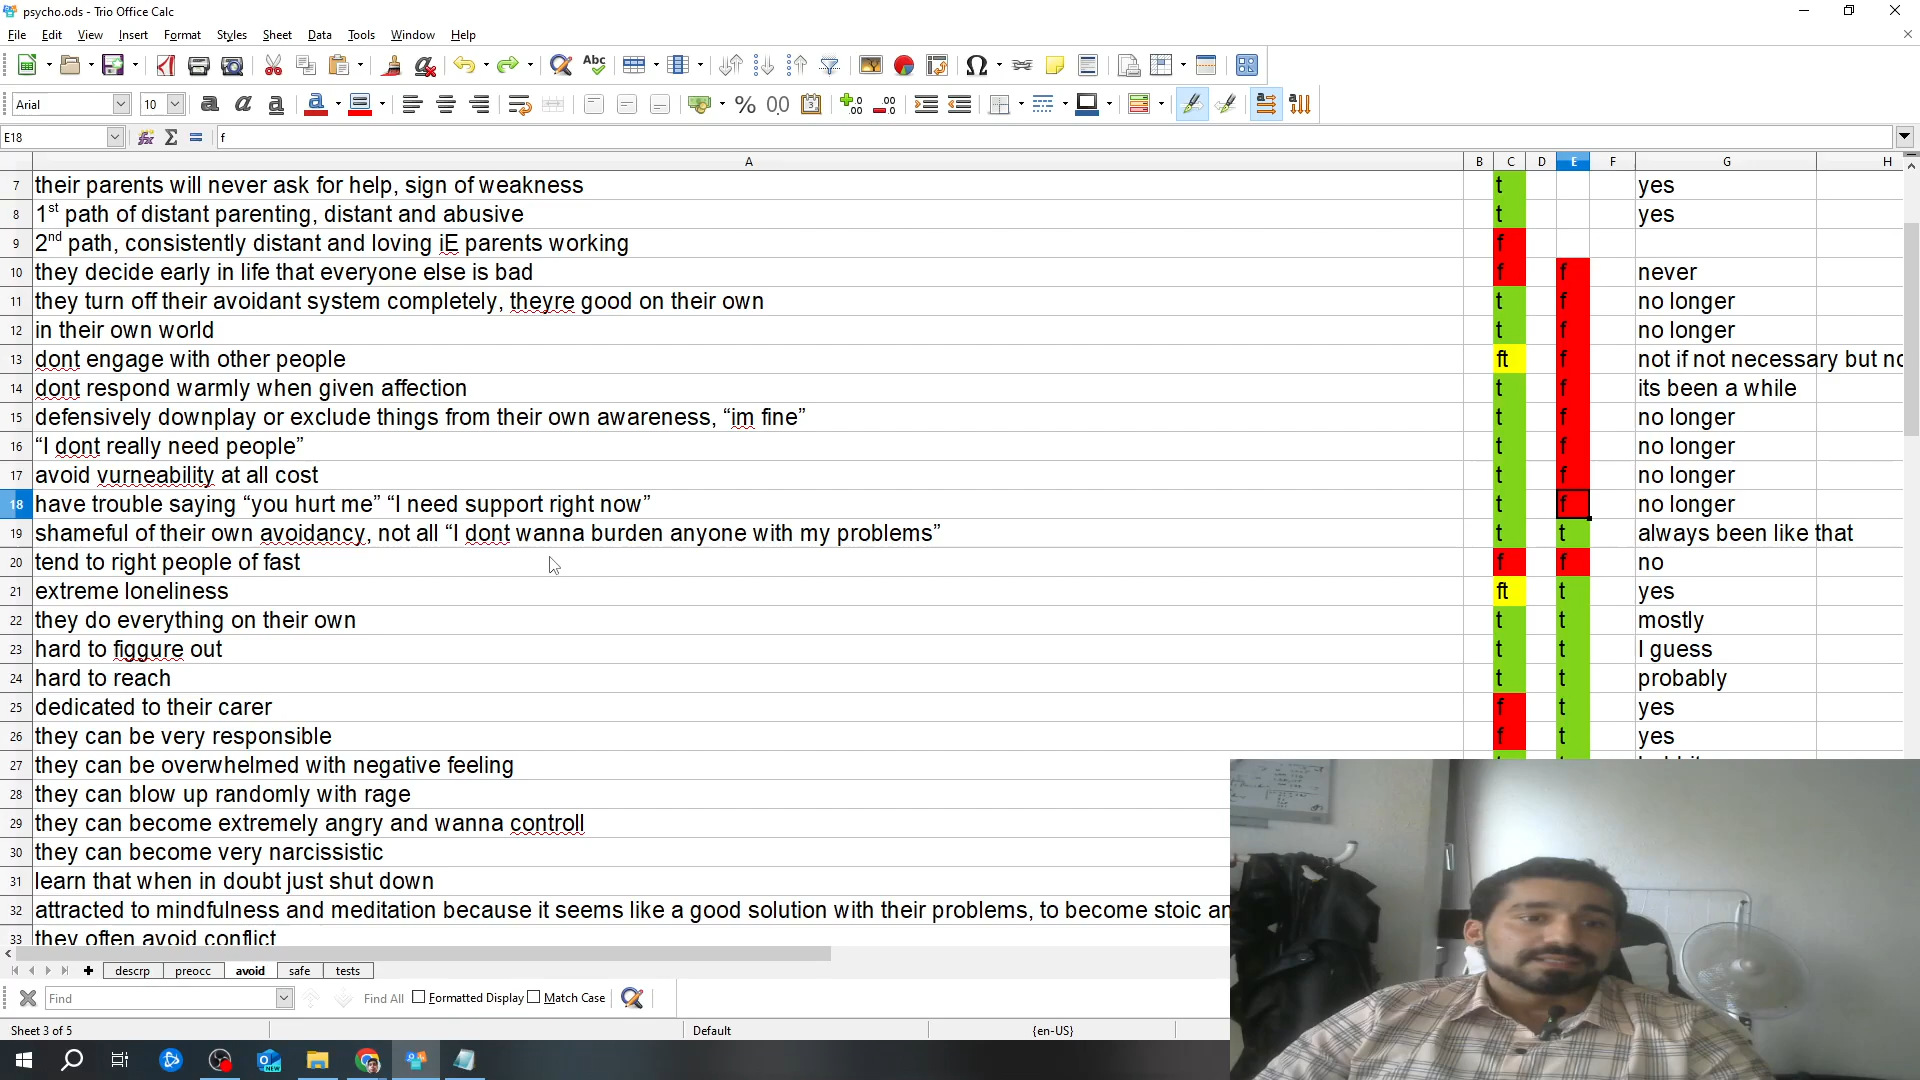 psycho.ods - Trio Office Calc
File Edit View Insert Format Styles Sheet Data Tools Window Help
Arial 10
E18 f
A B C D E F G H
7 their parents will never ask for help, sign of weakness t yes
8 1st path of distant parenting, distant and abusive t yes
9 2nd path, consistently distant and loving iE parents working f
10 they decide early in life that everyone else is bad f f never
11 they turn off their avoidant system completely, theyre good on their own t f no longer
12 in their own world t f no longer
13 dont engage with other people ft f not if not necessary but no
14 dont respond warmly when given affection t f its been a while
15 defensively downplay or exclude things from their own awareness, “im fine” t f no longer
16 “I dont really need people” t f no longer
17 avoid vurneability at all cost t f no longer
18 have trouble saying “you hurt me” “I need support right now” t f no longer
19 shameful of their own avoidancy, not all “I dont wanna burden anyone with my problems” t t always been like that
20 tend to right people of fast f f no
21 extreme loneliness ft t yes
22 they do everything on their own t t mostly
23 hard to figgure out t t I guess
24 hard to reach t t probably
25 dedicated to their carer f t yes
26 they can be very responsible f t yes
27 they can be overwhelmed with negative feeling
28 they can blow up randomly with rage
29 they can become extremely angry and wanna controll
30 they can become very narcissistic
31 learn that when in doubt just shut down
32 attracted to mindfulness and meditation because it seems like a good solution with their problems, to become stoic an
33 they often avoid conflict
descrp preocc avoid safe tests
Find Find All Formatted Display Match Case
Sheet 3 of 5 Default {en-US}